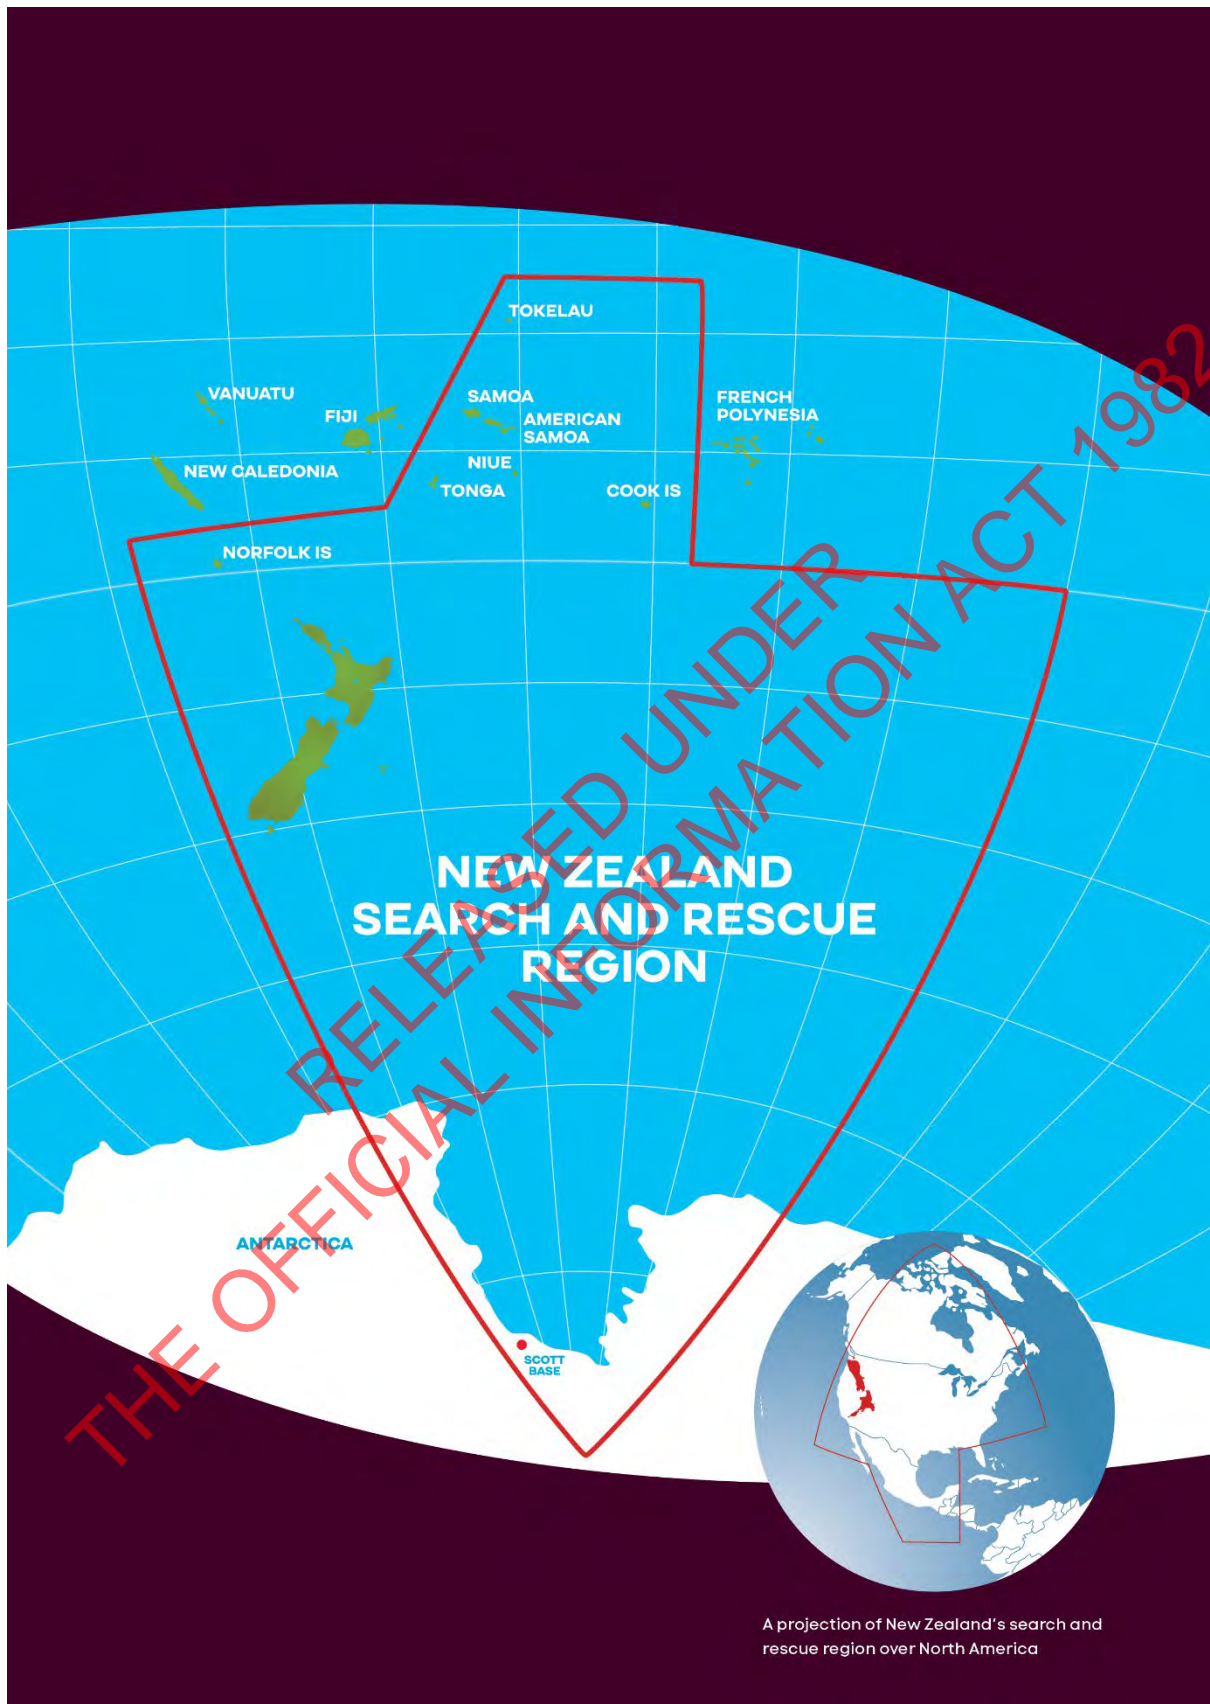 TOKELAU
VANUATU
SAMOA
FRENCH
POLYNESIA
FIJI
AMERICAN
SAMOA
NEW CALEDONIA
NIUE
TONGA
COOK IS
NORFOLK IS
NEW ZEALAND
SEARCH AND RESCUE
REGION
ANTARCTICA
SCOTT
BASE
A projection of New Zealand's search and
rescue region over North America
RELEASED UNDER
THE OFFICIAL INFORMATION ACT 1982